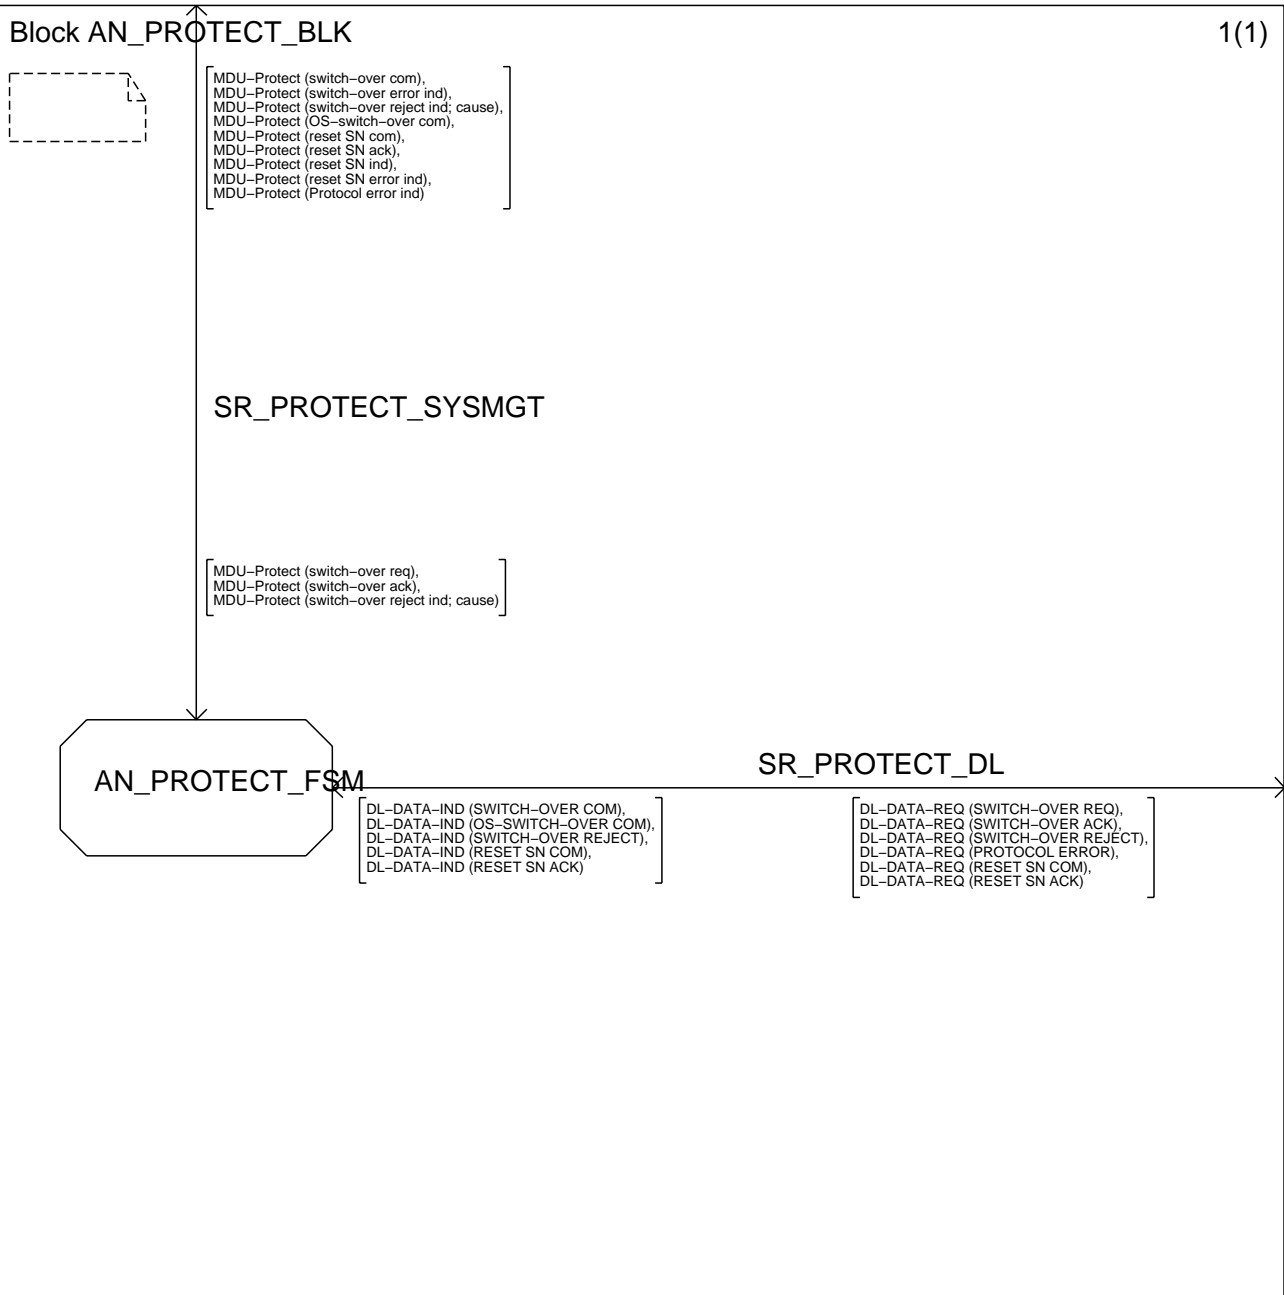 Block AN_PROTECT_BLK
1(1)
MDU−Protect (switch−over com),
MDU−Protect (switch−over error ind),
MDU−Protect (switch−over reject ind; cause),
MDU−Protect (OS−switch−over com),
MDU−Protect (reset SN com),
MDU−Protect (reset SN ack),
MDU−Protect (reset SN ind),
MDU−Protect (reset SN error ind),
MDU−Protect (Protocol error ind)
SR_PROTECT_SYSMGT
MDU−Protect (switch−over req),
MDU−Protect (switch−over ack),
MDU−Protect (switch−over reject ind; cause)
AN_PROTECT_FSM
SR_PROTECT_DL
DL−DATA−IND (SWITCH−OVER COM),
DL−DATA−IND (OS−SWITCH−OVER COM),
DL−DATA−IND (SWITCH−OVER REJECT),
DL−DATA−IND (RESET SN COM),
DL−DATA−IND (RESET SN ACK)
DL−DATA−REQ (SWITCH−OVER REQ),
DL−DATA−REQ (SWITCH−OVER ACK),
DL−DATA−REQ (SWITCH−OVER REJECT),
DL−DATA−REQ (PROTOCOL ERROR),
DL−DATA−REQ (RESET SN COM),
DL−DATA−REQ (RESET SN ACK)